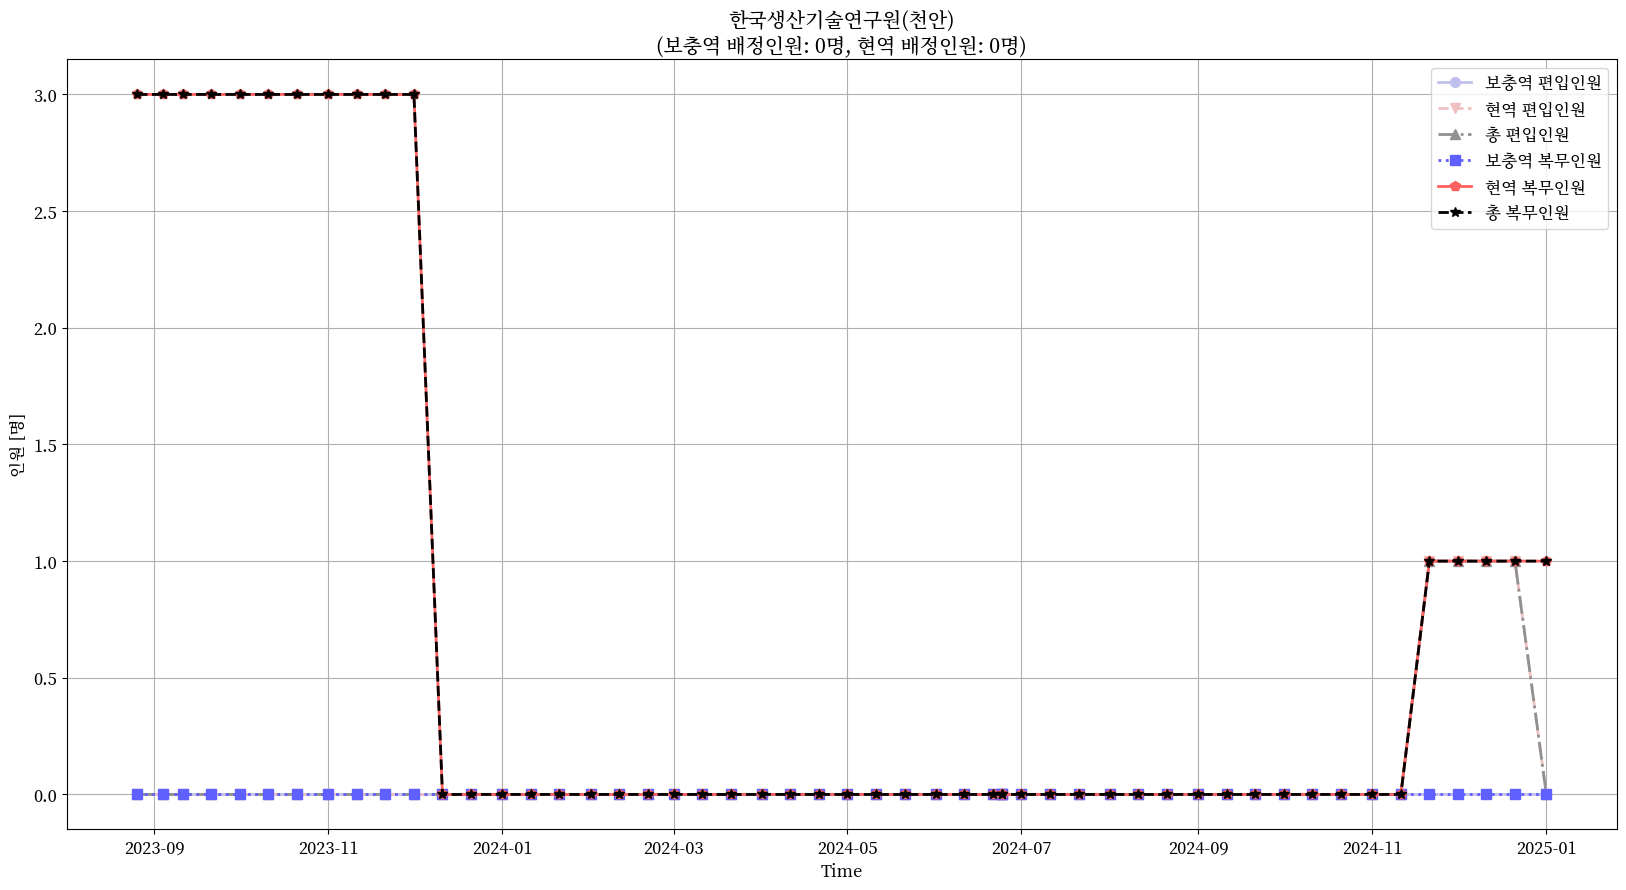 한국생산기술연구원(천안)
(보충역 배정인원: 0명, 현역 배정인원: 0명)
보충역 편입인원
현역 편입인원
총 편입인원
보충역 복무인원
현역 복무인원
총 복무인원
3.0
2.5
2.0
1.5
1.0
0.5
0.0
인원 [명]
2023-09 2023-11 2024-01 2024-03 2024-05 2024-07 2024-09 2024-11 2025-01
Time